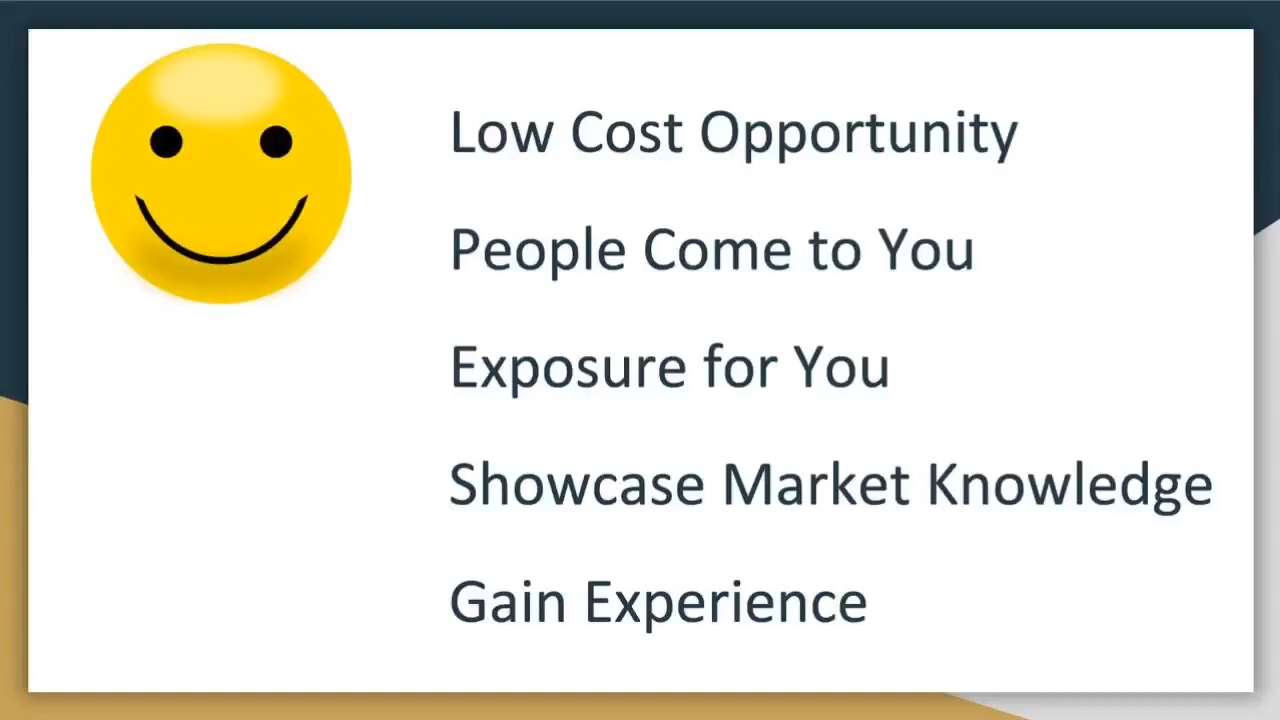 Low Cost Opportunity
People Come to You
Exposure for You
Showcase Market Knowledge
Gain Experience